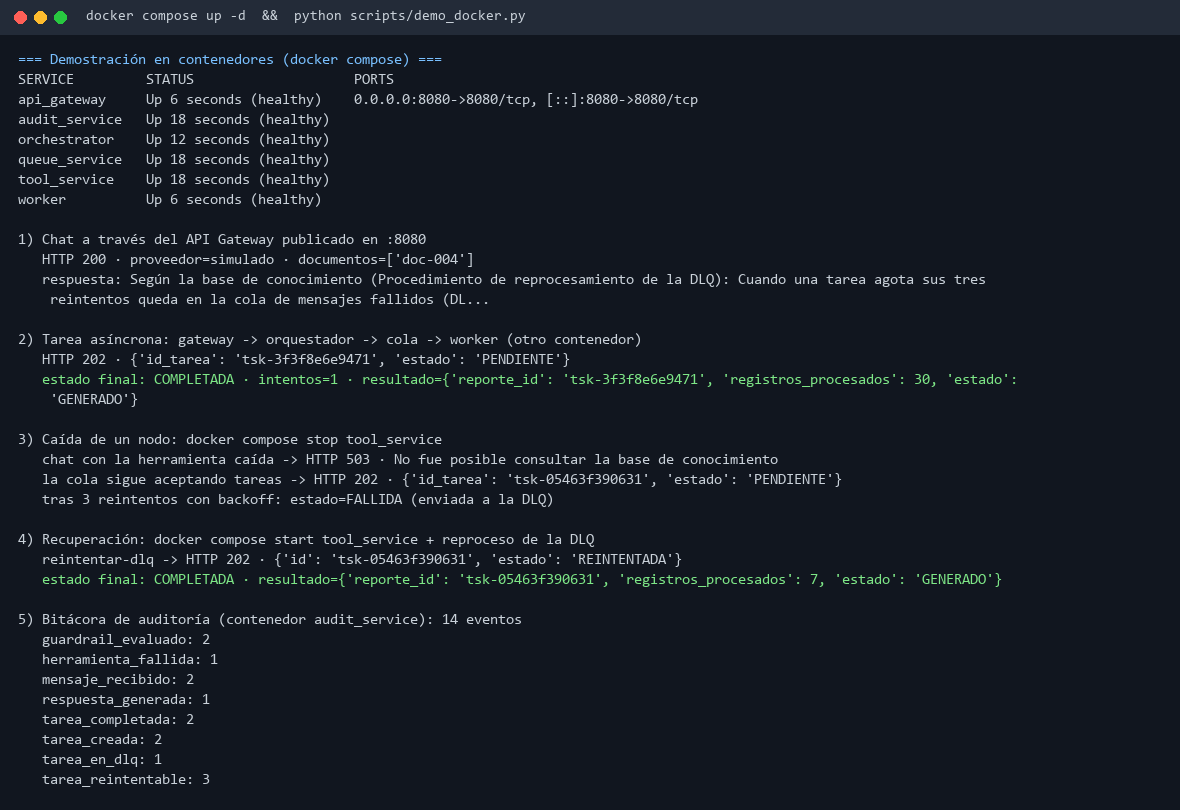 docker compose up -d  &&  python scripts/demo_docker.py
=== Demostración en contenedores (docker compose) ===
SERVICE         STATUS                    PORTS
api_gateway     Up 6 seconds (healthy)    0.0.0.0:8080->8080/tcp, [::]:8080->8080/tcp
audit_service   Up 18 seconds (healthy)
orchestrator    Up 12 seconds (healthy)
queue_service   Up 18 seconds (healthy)
tool_service    Up 18 seconds (healthy)
worker          Up 6 seconds (healthy)
1) Chat a través del API Gateway publicado en :8080
   HTTP 200 · proveedor=simulado · documentos=['doc-004']
   respuesta: Según la base de conocimiento (Procedimiento de reprocesamiento de la DLQ): Cuando una tarea agota sus tres
    reintentos queda en la cola de mensajes fallidos (DL...
2) Tarea asíncrona: gateway -> orquestador -> cola -> worker (otro contenedor)
   HTTP 202 · {'id_tarea': 'tsk-3f3f8e6e9471', 'estado': 'PENDIENTE'}
   estado final: COMPLETADA · intentos=1 · resultado={'reporte_id': 'tsk-3f3f8e6e9471', 'registros_procesados': 30, 'estado':
    'GENERADO'}
3) Caída de un nodo: docker compose stop tool_service
   chat con la herramienta caída -> HTTP 503 · No fue posible consultar la base de conocimiento
   la cola sigue aceptando tareas -> HTTP 202 · {'id_tarea': 'tsk-05463f390631', 'estado': 'PENDIENTE'}
   tras 3 reintentos con backoff: estado=FALLIDA (enviada a la DLQ)
4) Recuperación: docker compose start tool_service + reproceso de la DLQ
   reintentar-dlq -> HTTP 202 · {'id': 'tsk-05463f390631', 'estado': 'REINTENTADA'}
   estado final: COMPLETADA · resultado={'reporte_id': 'tsk-05463f390631', 'registros_procesados': 7, 'estado': 'GENERADO'}
5) Bitácora de auditoría (contenedor audit_service): 14 eventos
   guardrail_evaluado: 2
   herramienta_fallida: 1
   mensaje_recibido: 2
   respuesta_generada: 1
   tarea_completada: 2
   tarea_creada: 2
   tarea_en_dlq: 1
   tarea_reintentable: 3